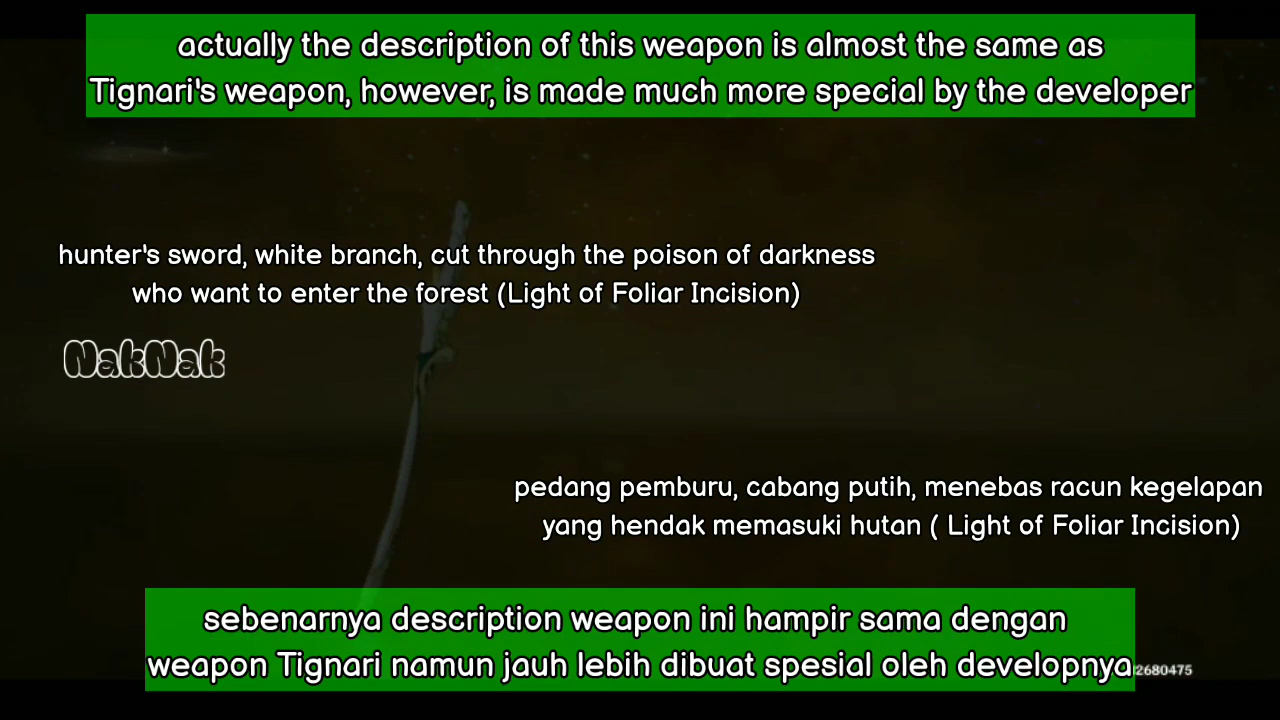 actually the description of this weapon is almost the same as
Tignari's weapon, however, is made much more special by the developer
hunter's sword, white branch, cut through the poison of darkness
who want to enter the forest (Light of Foliar Incision)
NakNak
pedang pemburu, cabang putih, menebas racun kegelapan
yang hendak memasuki hutan ( Light of Foliar Incision)
sebenarnya description weapon ini hampir sama dengan
weapon Tignari namun jauh lebih dibuat spesial oleh developnya
2680475